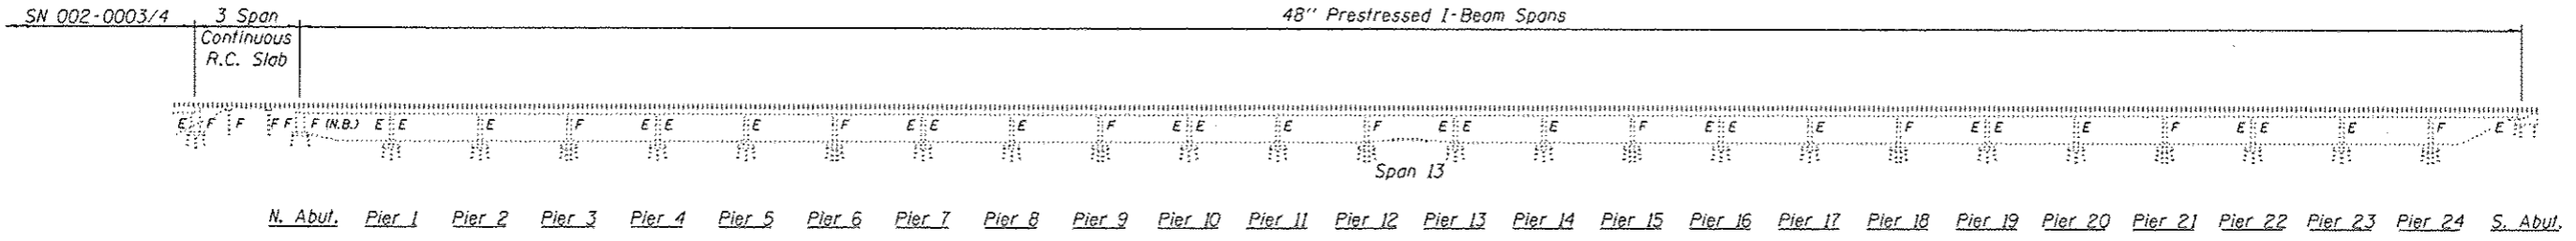 SN 002-0003/4 3 Span 48" Prestressed I-Beam Spans
Continuous
R.C. Slab
E F F F F F (N.B.) E E E F E E E F E E E F E E E F E E E F E E E F E E E F E E E F E
Span 13
N. Abut. Pier 1 Pier 2 Pier 3 Pier 4 Pier 5 Pier 6 Pier 7 Pier 8 Pier 9 Pier 10 Pier 11 Pier 12 Pier 13 Pier 14 Pier 15 Pier 16 Pier 17 Pier 18 Pier 19 Pier 20 Pier 21 Pier 22 Pier 23 Pier 24 S. Abut.